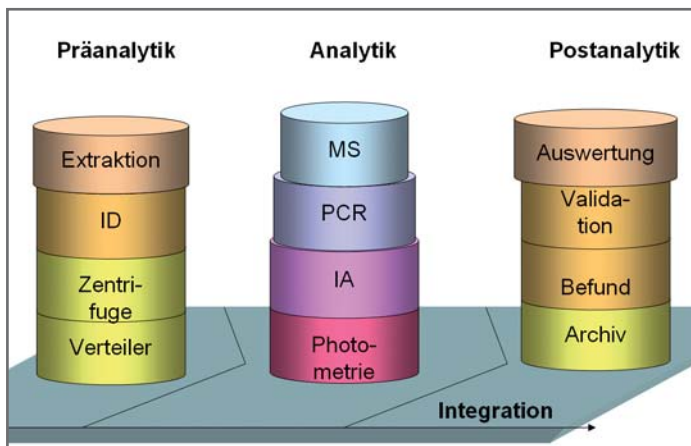 Präanalytik
Analytik
Postanalytik
Extraktion
ID
Zentri-
fuge
Verteiler
MS
PCR
IA
Photo-
metrie
Auswertung
Valida-
tion
Befund
Archiv
Integration